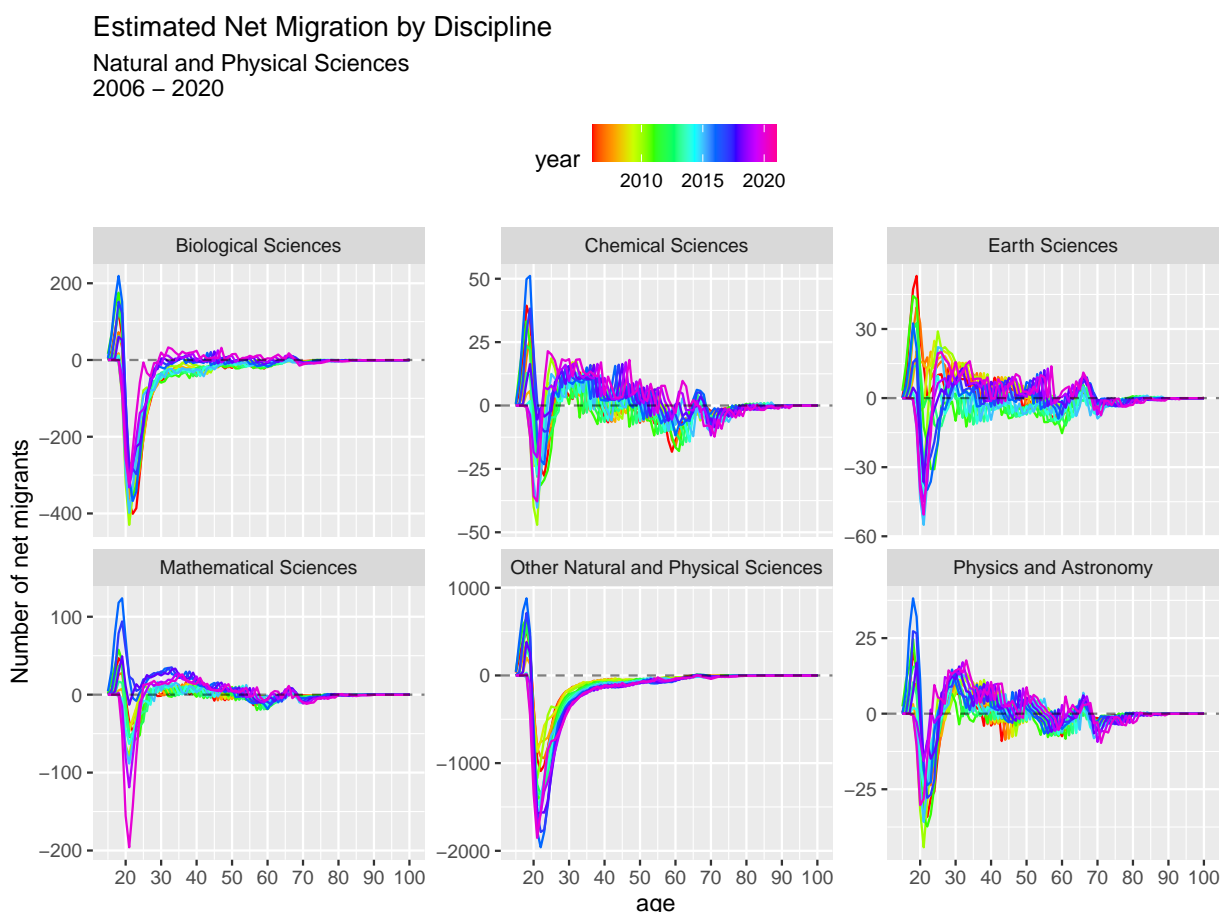 Estimated Net Migration by Discipline
Natural and Physical Sciences
2006 − 2020
year
2010 2015 2020
Number of net migrants
Biological Sciences
200
0
−200
−400
Chemical Sciences
50
25
0
−25
−50
Earth Sciences
30
0
−30
−60
Mathematical Sciences
100
0
−100
−200
20 30 40 50 60 70 80 90 100
Other Natural and Physical Sciences
1000
0
−1000
−2000
20 30 40 50 60 70 80 90 100
Physics and Astronomy
25
0
−25
20 30 40 50 60 70 80 90 100
age